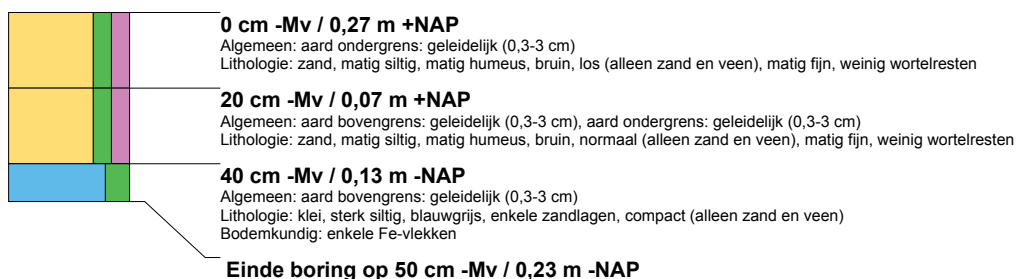 0 cm -Mv / 0,27 m +NAP
Algemeen: aard ondergrens: geleidelijk (0,3-3 cm)
Lithologie: zand, matig siltig, matig humeus, bruin, los (alleen zand en veen), matig fijn, weinig wortelresten
20 cm -Mv / 0,07 m +NAP
Algemeen: aard bovengrens: geleidelijk (0,3-3 cm), aard ondergrens: geleidelijk (0,3-3 cm)
Lithologie: zand, matig siltig, matig humeus, bruin, normaal (alleen zand en veen), matig fijn, weinig wortelresten
40 cm -Mv / 0,13 m -NAP
Algemeen: aard bovengrens: geleidelijk (0,3-3 cm)
Lithologie: klei, sterk siltig, blauwgrijs, enkele zandlagen, compact (alleen zand en veen)
Bodemkundig: enkele Fe-vlekken
Einde boring op 50 cm -Mv / 0,23 m -NAP